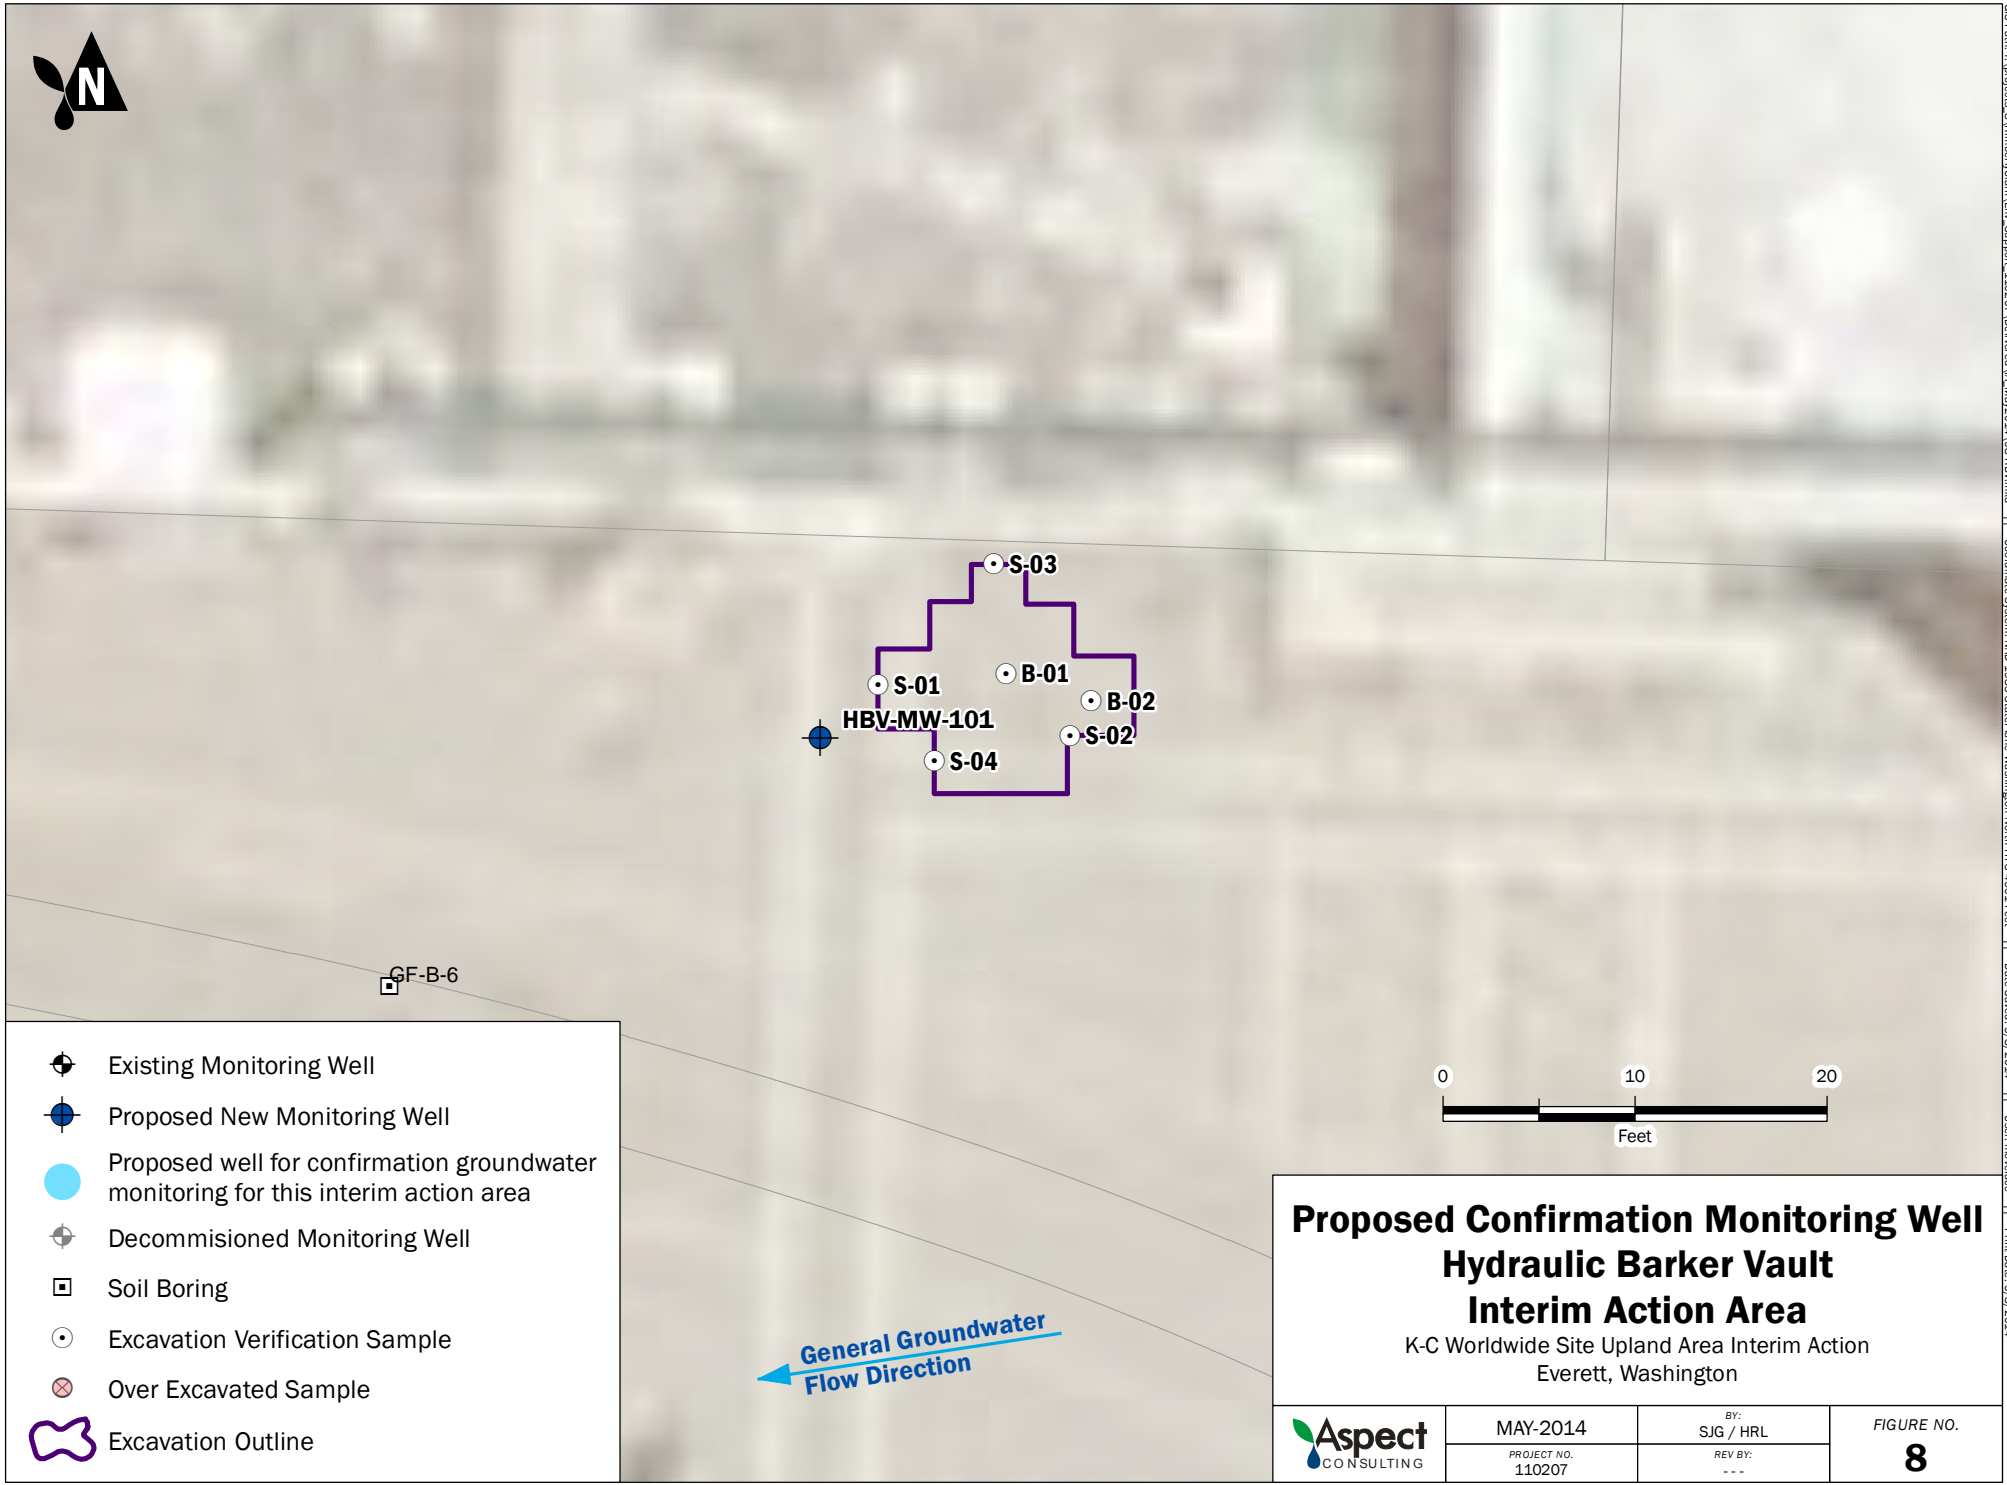 N
S-03
B-01
S-01
B-02
HBV-MW-101
S-02
S-04
GF-B-6
Existing Monitoring Well
Proposed New Monitoring Well
Proposed well for confirmation groundwater
monitoring for this interim action area
Decommisioned Monitoring Well
Soil Boring
Excavation Verification Sample
Over Excavated Sample
Excavation Outline
General Groundwater
Flow Direction
0 10 20
Feet
Proposed Confirmation Monitoring Well
Hydraulic Barker Vault
Interim Action Area
K-C Worldwide Site Upland Area Interim Action
Everett, Washington
Aspect
CONSULTING
MAY-2014
PROJECT NO.
110207
BY:
SJG / HRL
REV BY:
- - -
FIGURE NO.
8